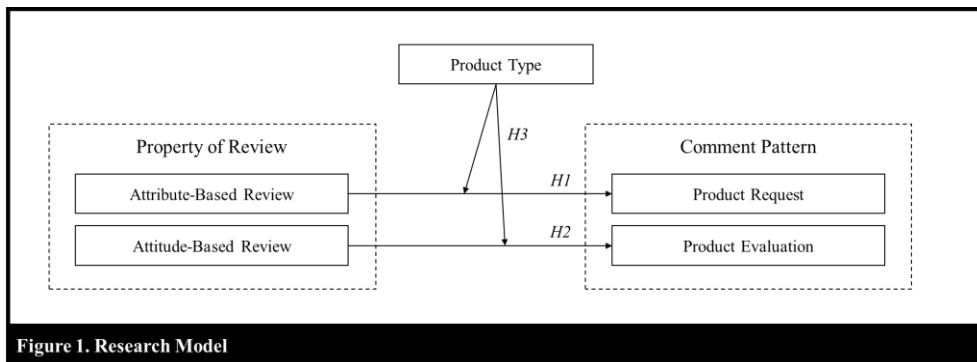 Product Type
H3
Property of Review
Comment Pattern
Attribute-Based Review
H1
Product Request
Attitude-Based Review
H2
Product Evaluation
Figure 1. Research Model